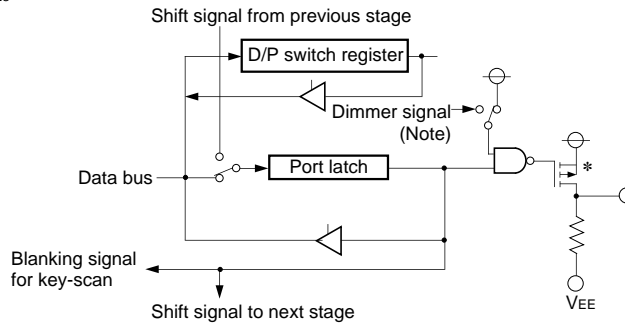 Shift signal from previous stage
D/P switch register
Dimmer signal
(Note)
Port latch
*
Data bus
Blanking signal
for key-scan
Shift signal to next stage
VEE